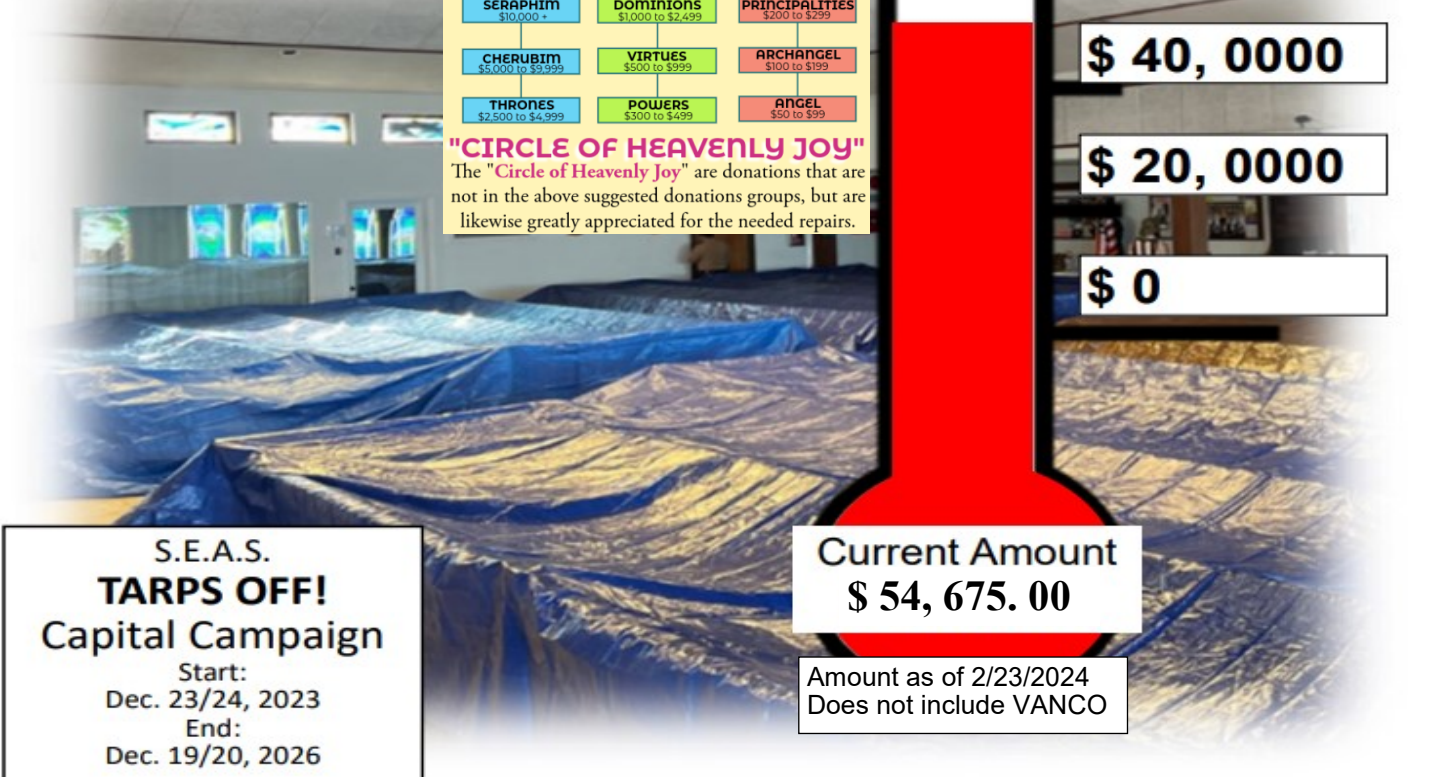 SERAPHIM
$10,000 +
DOMINIONS
$1,000 to $2,499
PRINCIPALITIES
$200 to $299
CHERUBIM
$5,000 to $9,999
VIRTUES
$500 to $999
ARCHANGEL
$100 to $199
THRONES
$2,500 to $4,999
POWERS
$300 to $499
ANGEL
$50 to $99
"CIRCLE OF HEAVENLY JOY"
The "Circle of Heavenly Joy" are donations that are
not in the above suggested donations groups, but are
likewise greatly appreciated for the needed repairs.
$ 40, 0000
$ 20, 0000
$ 0
S.E.A.S.
TARPS OFF!
Capital Campaign
Start:
Dec. 23/24, 2023
End:
Dec. 19/20, 2026
Current Amount
$ 54, 675. 00
Amount as of 2/23/2024
Does not include VANCO